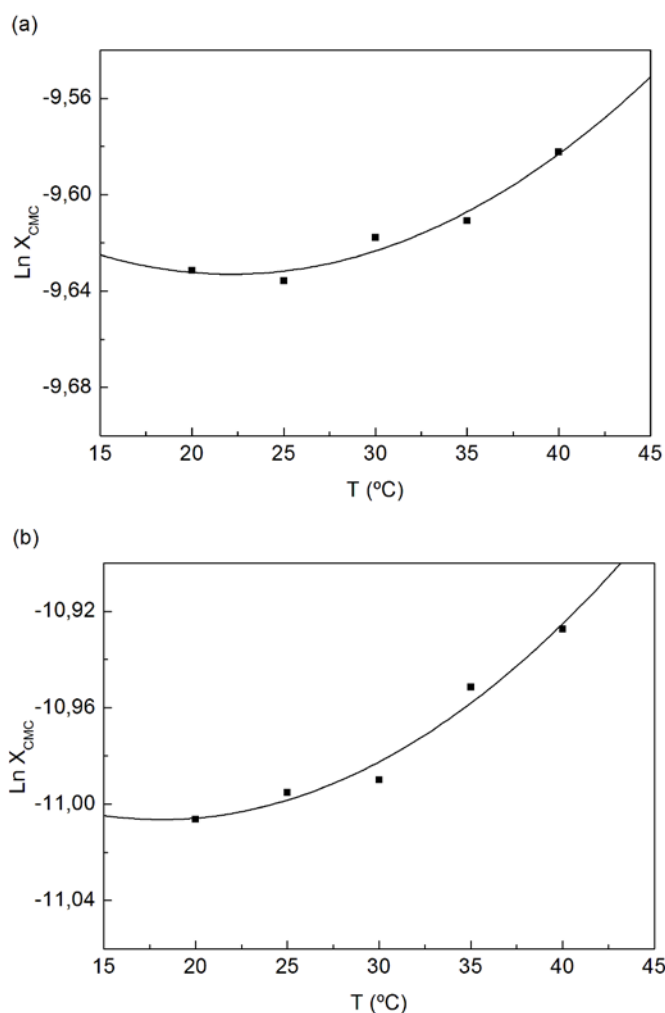 (a)
-9,56
-9,60
-9,64
-9,68
Ln X_CMC
15 20 25 30 35 40 45
T (ºC)
(b)
-10,92
-10,96
-11,00
-11,04
Ln X_CMC
15 20 25 30 35 40 45
T (ºC)